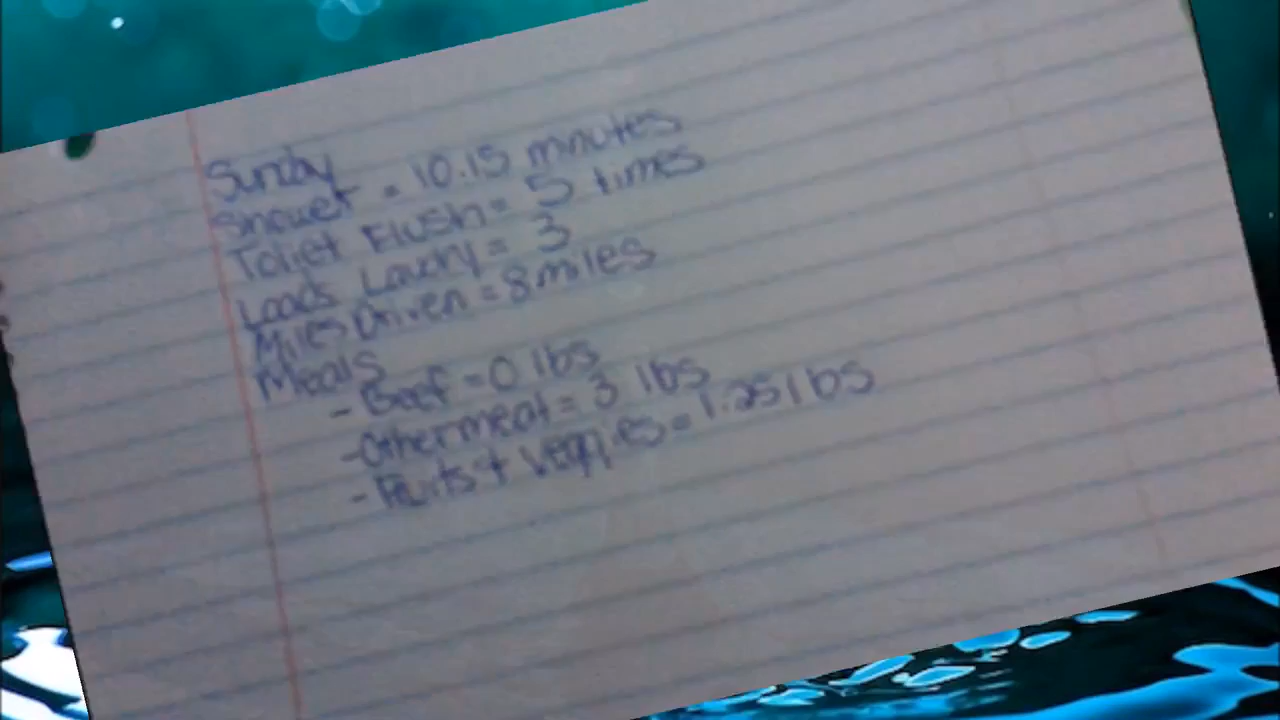 Sunday
Shower = 10.15 minutes
Toliet Flush = 5 times
Loads Laundry = 3
Miles Driven = 8 miles
Meals
- Beef = 0 lbs
- Other meat = 3 lbs
- Fruits + veggies = 1.25 lbs